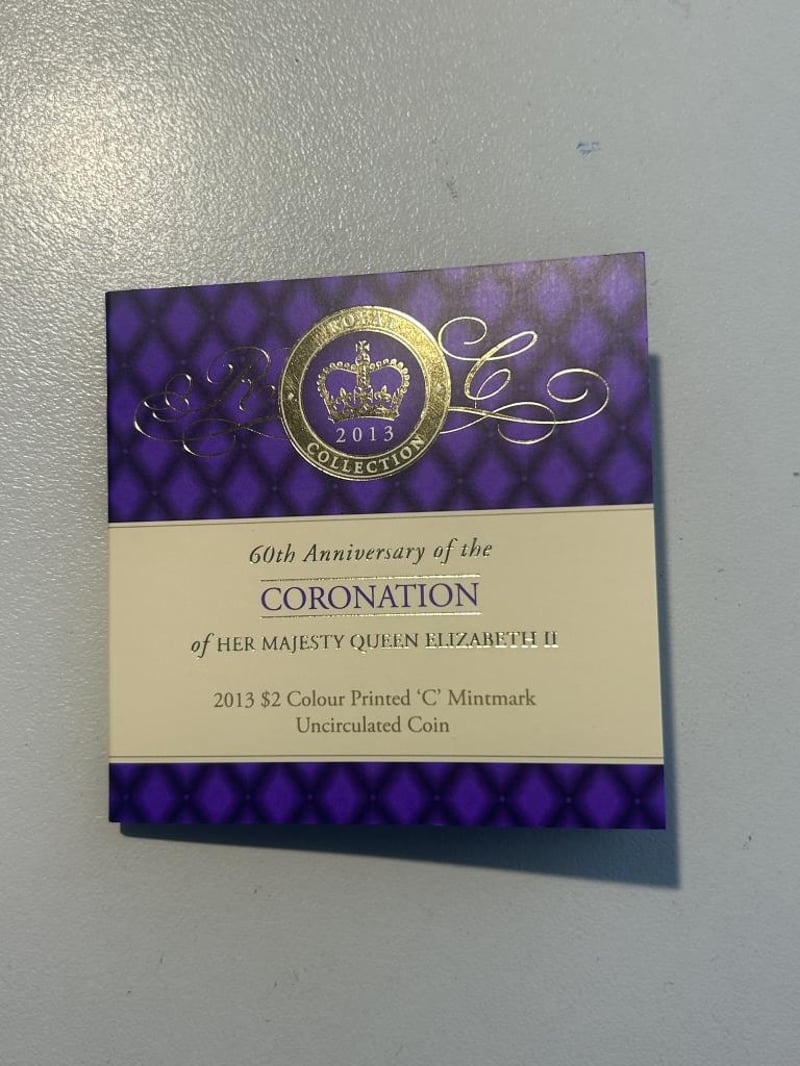 R C
ROYAL
2013
COLLECTION
60th Anniversary of the
CORONATION
of HER MAJESTY QUEEN ELIZABETH II
2013 $2 Colour Printed ‘C’ Mintmark
Uncirculated Coin